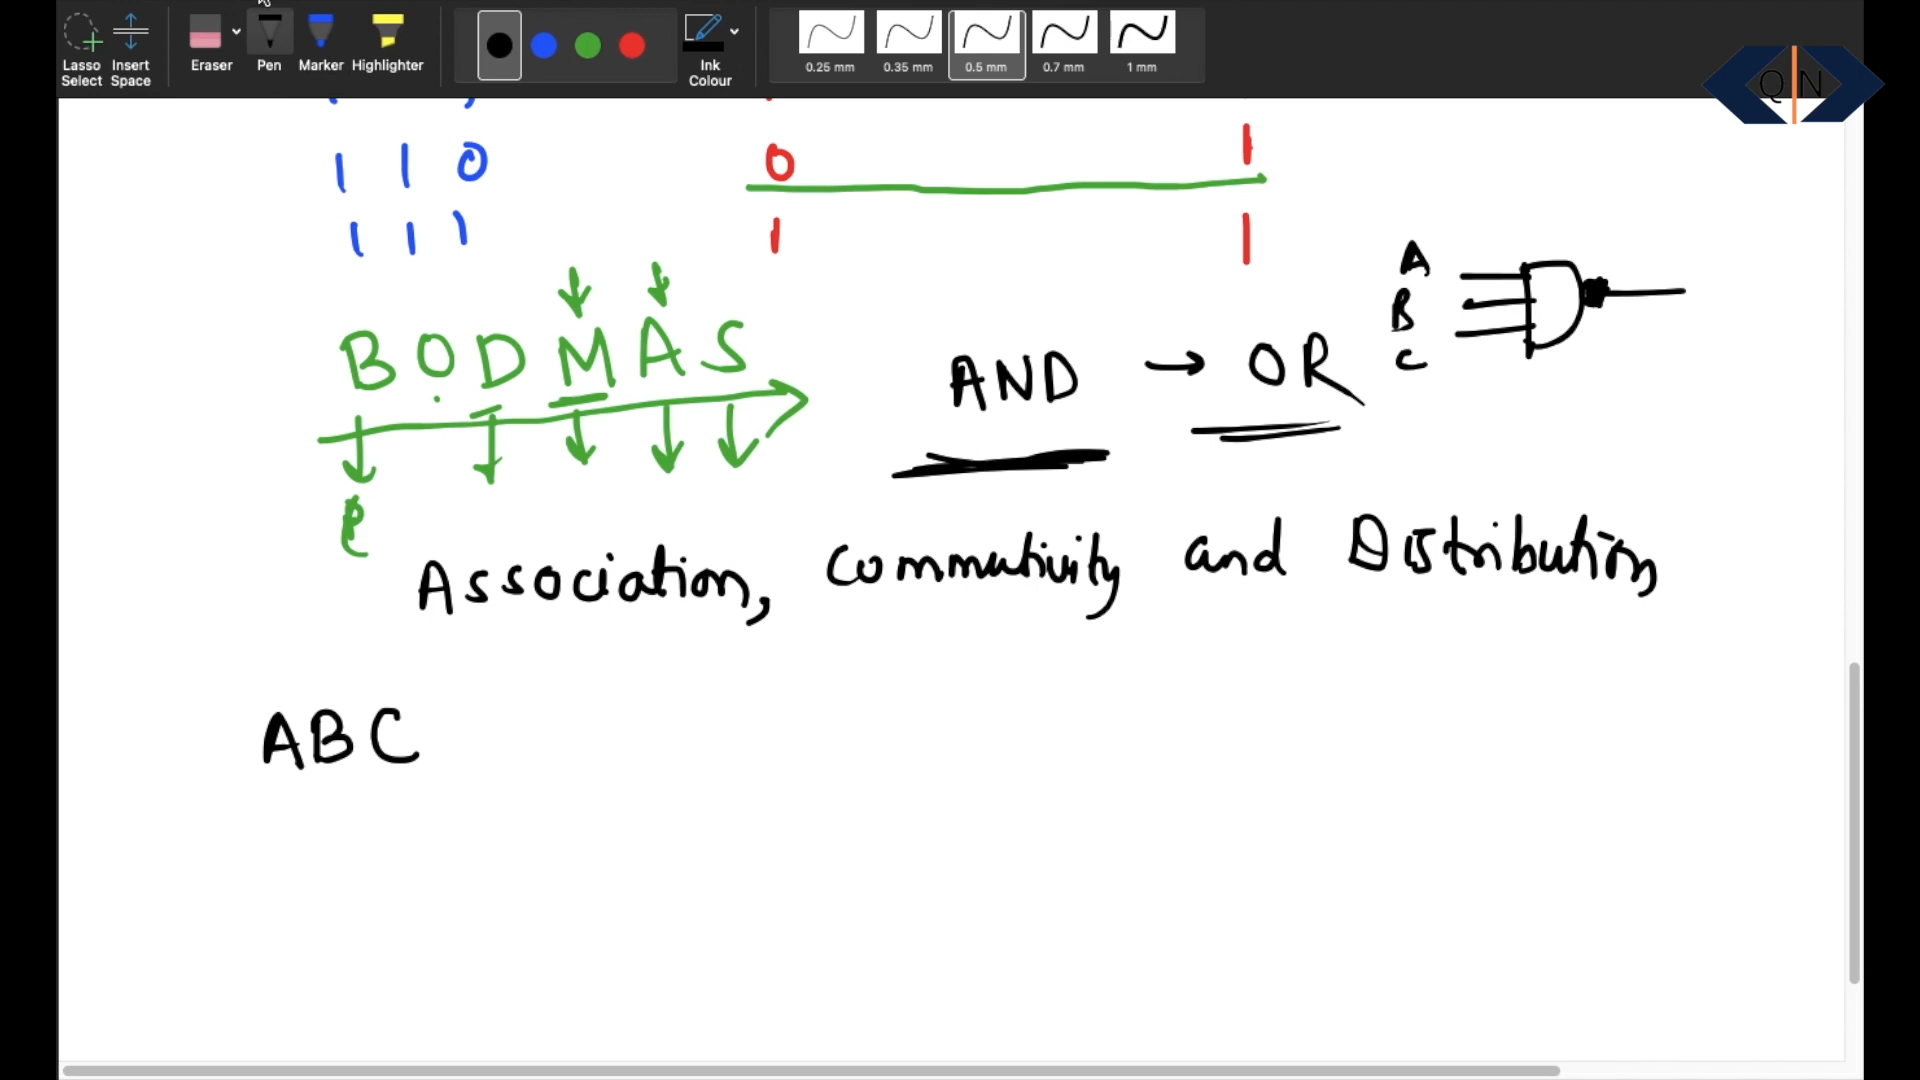 Lasso Select
Insert Space
Eraser
Pen
Marker
Highlighter
Ink Colour
0.25 mm
0.35 mm
0.5 mm
0.7 mm
1 mm
Q N
1 1 0 0 1
1 1 1 1 1
A
B
C
BODMAS
AND → OR
Association, Commutivity and Distribution
ABC